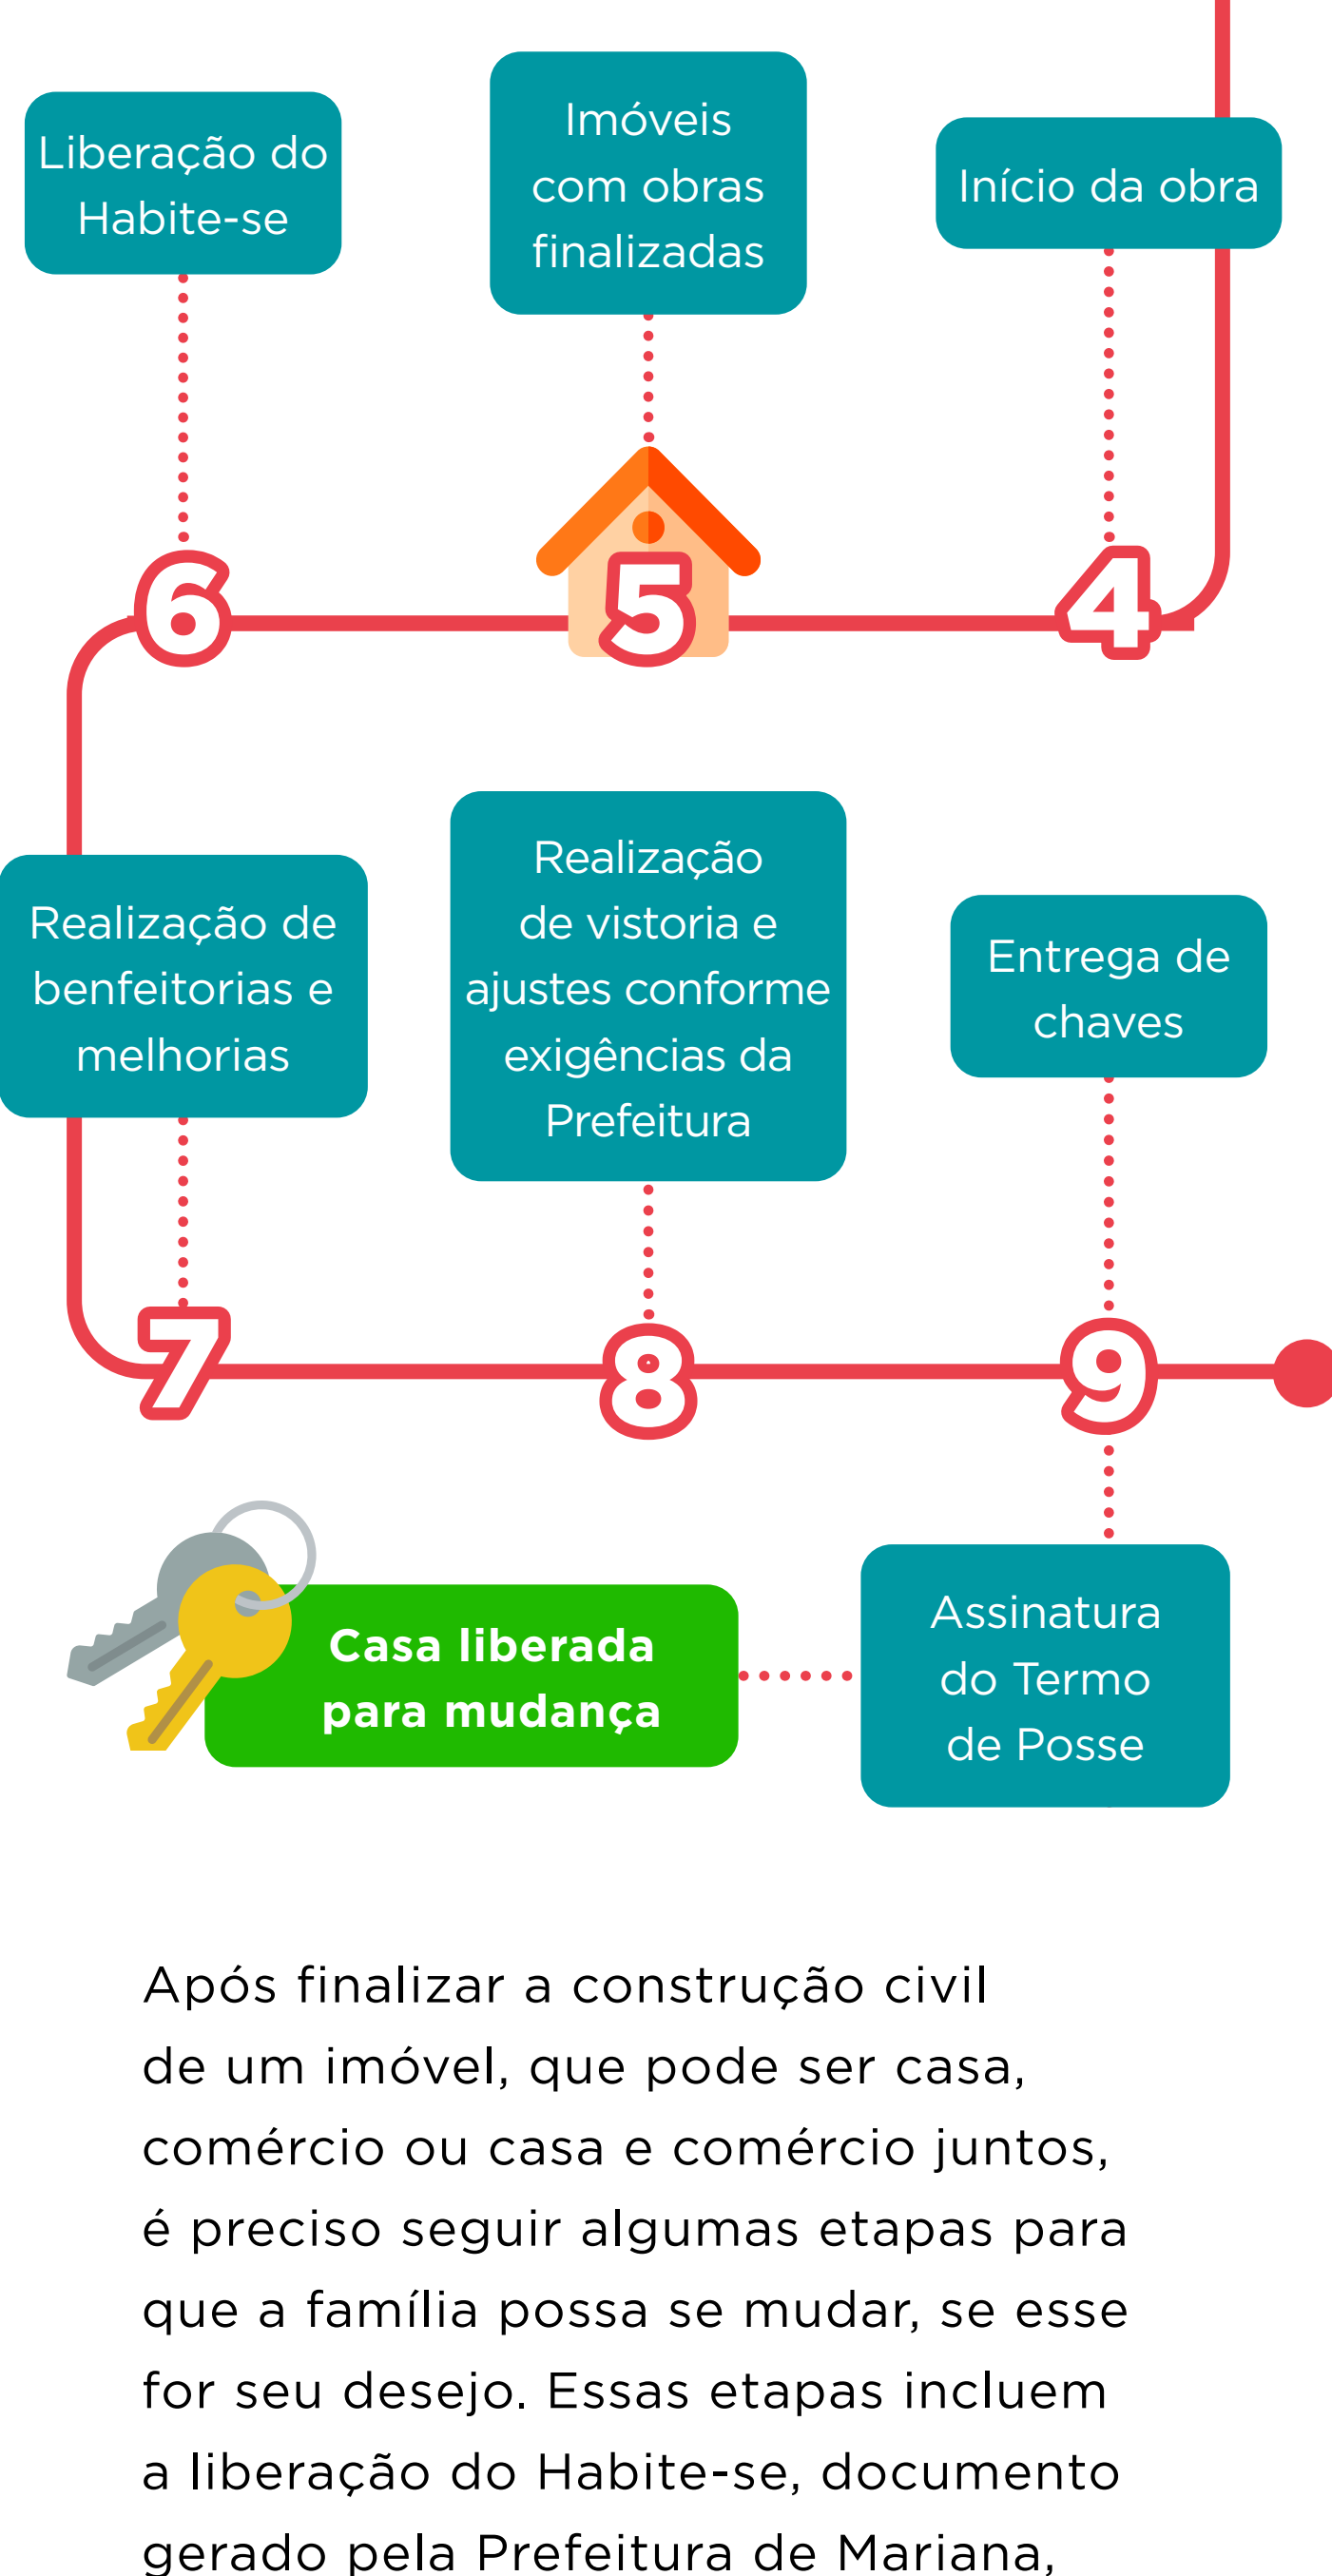 Liberação do
Habite-se
Imóveis
com obras
finalizadas
Início da obra
6
5
4
Realização de
benfeitorias e
melhorias
Realização
de vistoria e
ajustes conforme
exigências da
Prefeitura
Entrega de
chaves
7
8
9
Casa liberada
para mudança
Assinatura
do Termo
de Posse
Após finalizar a construção civil
de um imóvel, que pode ser casa,
comércio ou casa e comércio juntos,
é preciso seguir algumas etapas para
que a família possa se mudar, se esse
for seu desejo. Essas etapas incluem
a liberação do Habite-se, documento
gerado pela Prefeitura de Mariana,